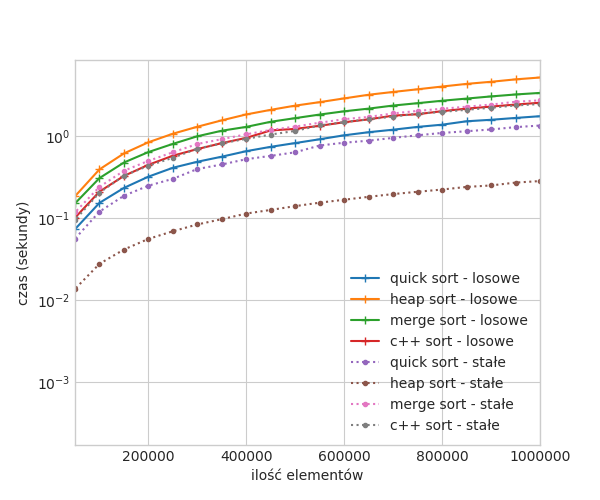 10⁰
10⁻¹
10⁻²
10⁻³
czas (sekundy)
quick sort - losowe
heap sort - losowe
merge sort - losowe
c++ sort - losowe
quick sort - stałe
heap sort - stałe
merge sort - stałe
c++ sort - stałe
200000 400000 600000 800000 1000000
ilość elementów